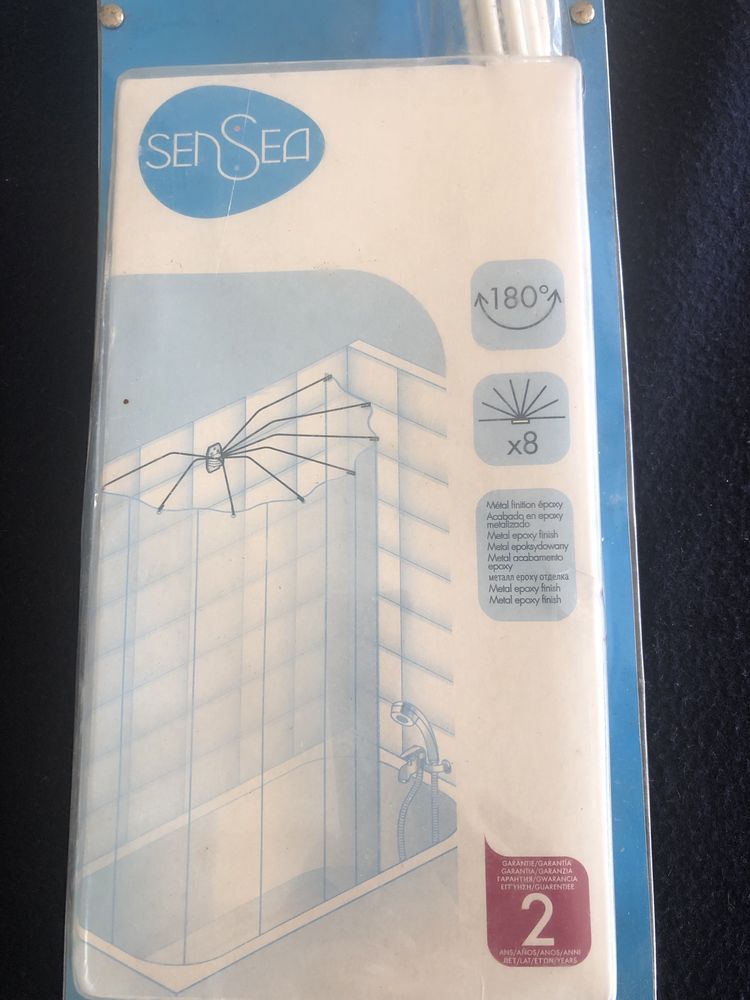 SENSEA
180°
x8
Métal finition époxy
Acabado en epoxy
metalizado
Metal epoxy finish
Metal epoksydowany
Metal acabamento
epoxy
металл epoxy отделка
Metal epoxy finish
Metal epoxy finish
GARANTIE/GARANTÍA
GARANTIA/GARANZIA
ГАРАНТИЯ/GWARANCJA
ΕΓΓΥΗΣΗ/GUARENTEE
2
ANS/AÑOS/ANOS/ANNI
ЛЕТ/LAT/ΕΤΩΝ/YEARS